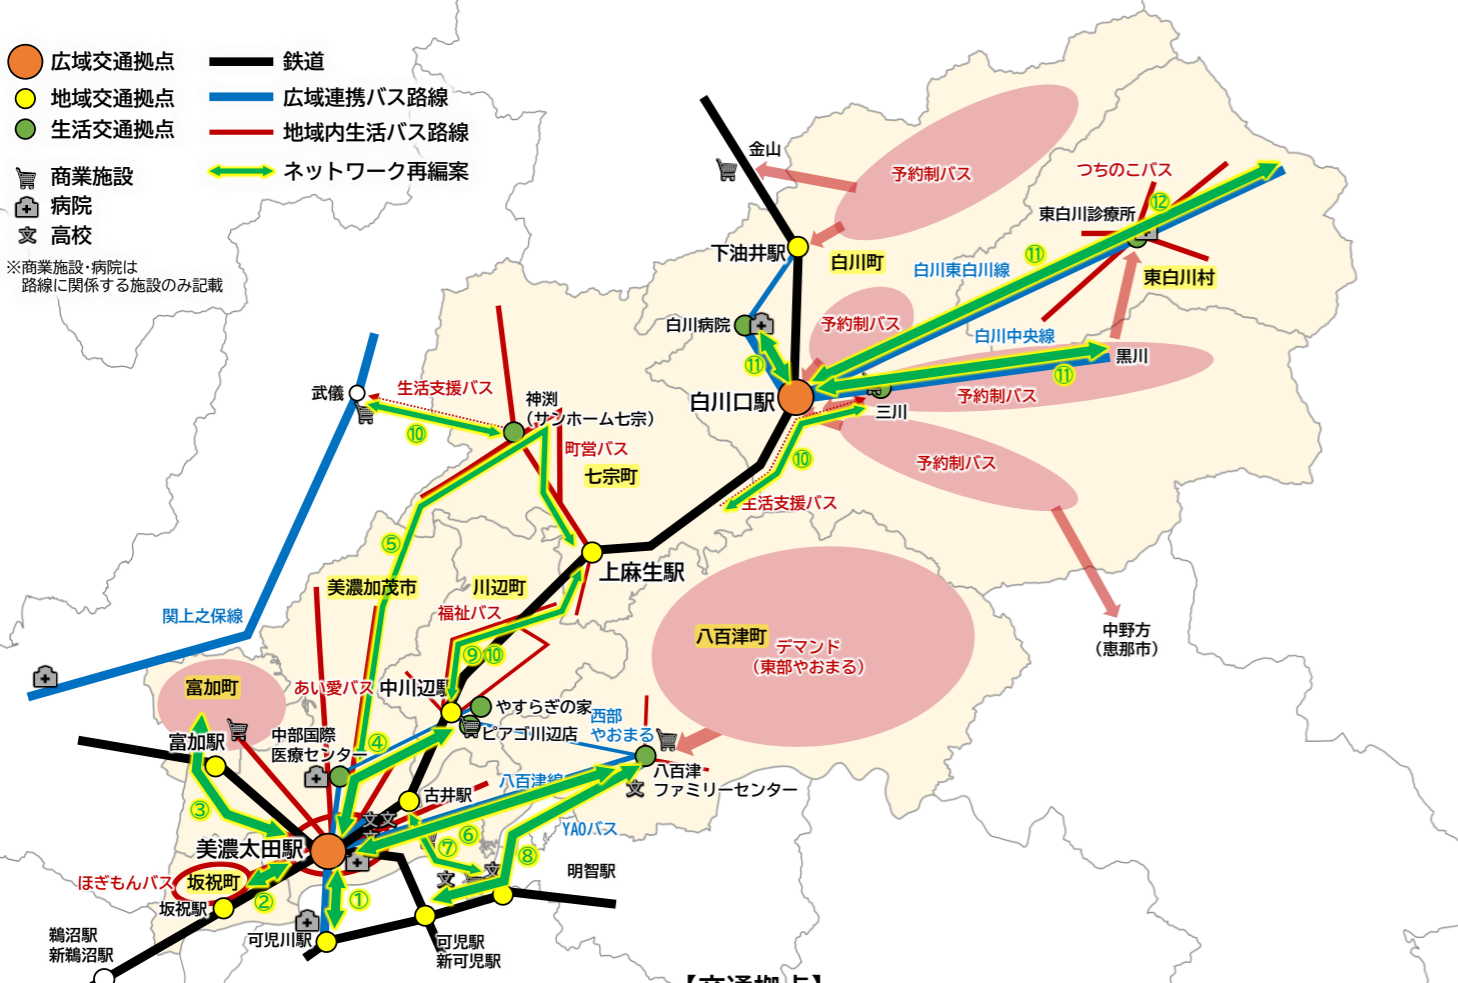 広域交通拠点
地域交通拠点
生活交通拠点
商業施設
病院
文 高校
※商業施設・病院は
路線に関係する施設のみ記載
鉄道
広域連携バス路線
地域内生活バス路線
ネットワーク再編案
金山
予約制バス
つちのこバス
東白川診療所
⑫
下油井駅
白川町
白川東白川線
⑪
東白川村
白川病院
予約制バス
白川中央線
黒川
⑪
⑪
白川口駅
予約制バス
三川
武儀
生活支援バス
⑩
神渕
（サンホーム七宗）
町営バス
七宗町
⑩
予約制バス
生活支援バス
⑤
上麻生駅
美濃加茂市
川辺町
福祉バス
関上之保線
⑨⑩
八百津町
デマンド
（東部やおまる）
中野方
（恵那市）
富加町
あい愛バス
中川辺駅
やすらぎの家
ピアゴ川辺店
西部
やおまる
富加駅
中部国際
医療センター
④
八百津線
八百津
ファミリーセンター
文
③
古井駅
文文
文
⑥
YAOバス
⑦
⑧
美濃太田駅
文
文
明智駅
ほぎもんバス
坂祝町
②
①
坂祝駅
可児川駅
可児駅
新可児駅
鵜沼駅
新鵜沼駅
【交通拠点】